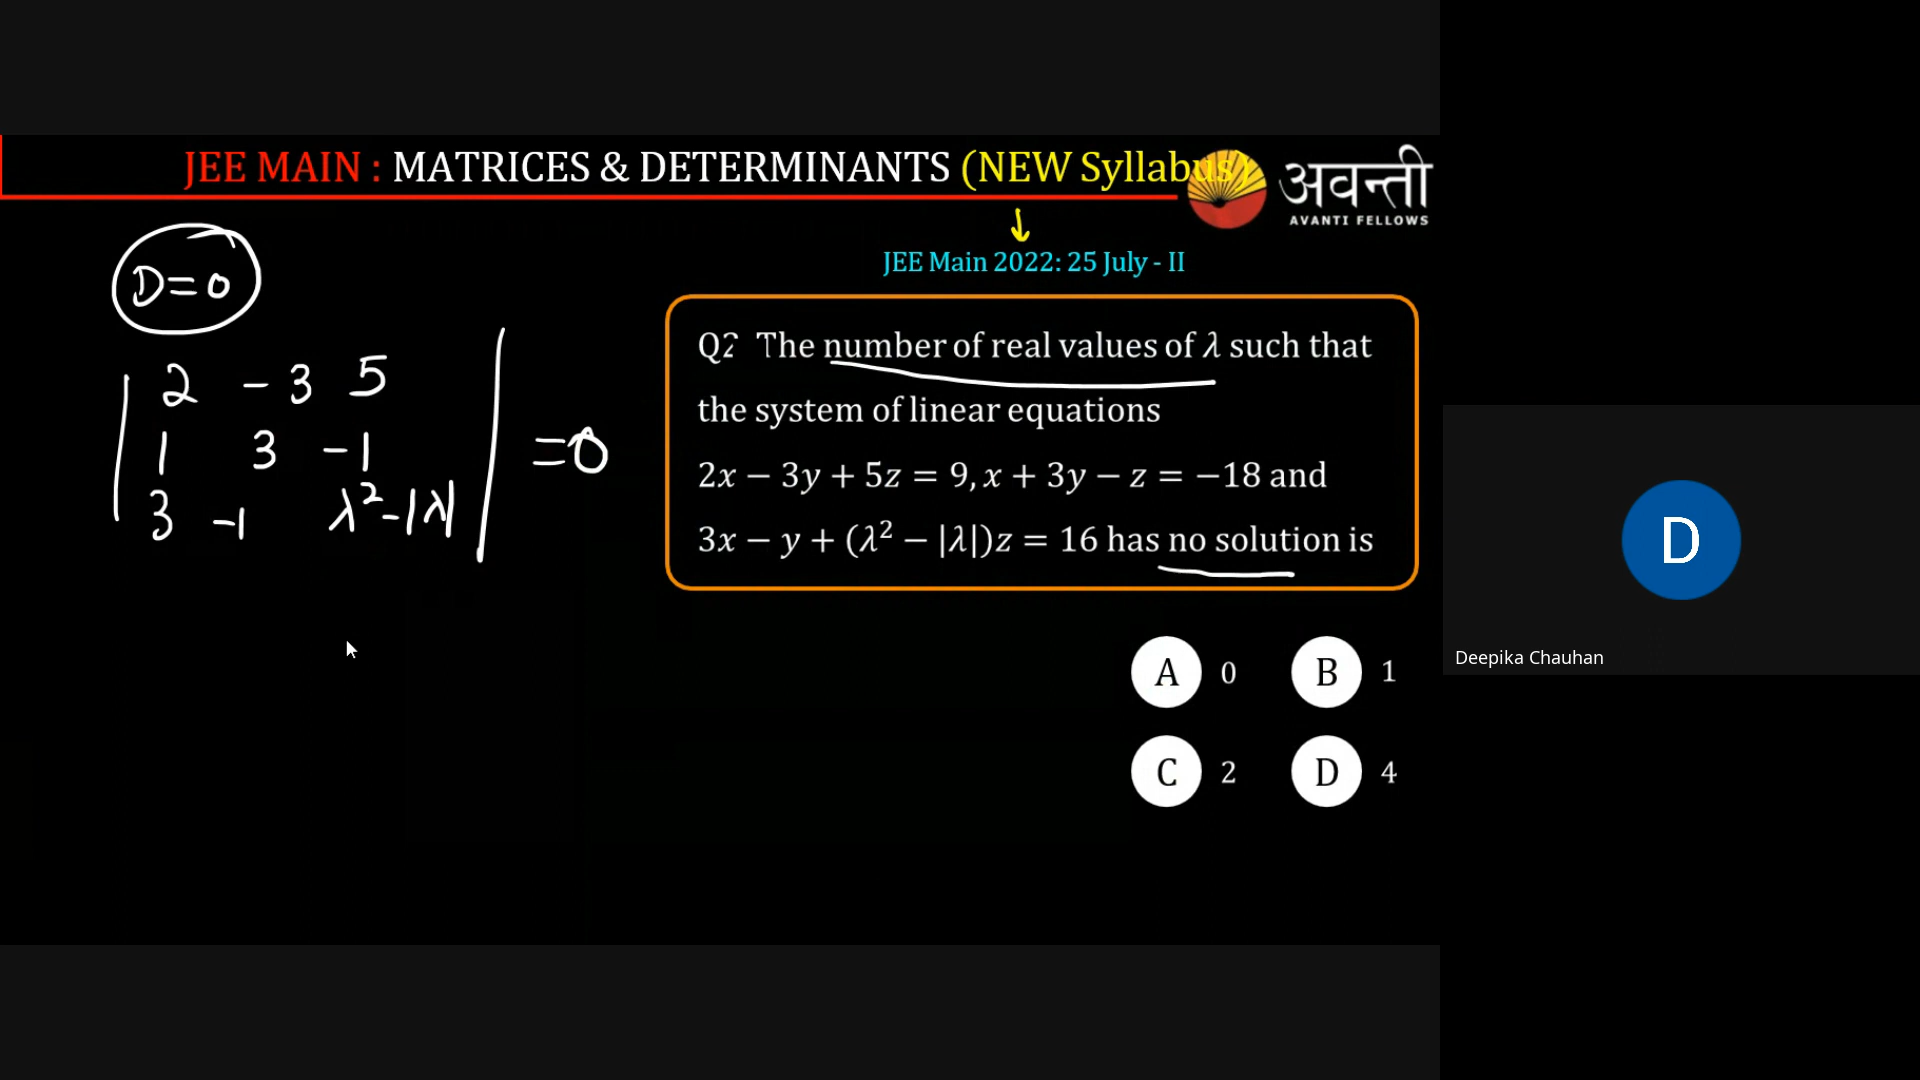 JEE MAIN : MATRICES & DETERMINANTS (NEW Syllabus)
अवन्ती
AVANTI FELLOWS
JEE Main 2022: 25 July - II
D=0
2 -3 5
1 3 -1
3 -1 λ²-|λ|
=0
Q2 The number of real values of λ such that
the system of linear equations
2x − 3y + 5z = 9, x + 3y − z = −18 and
3x − y + (λ² − |λ|)z = 16 has no solution is
A 0 B 1
C 2 D 4
D
Deepika Chauhan